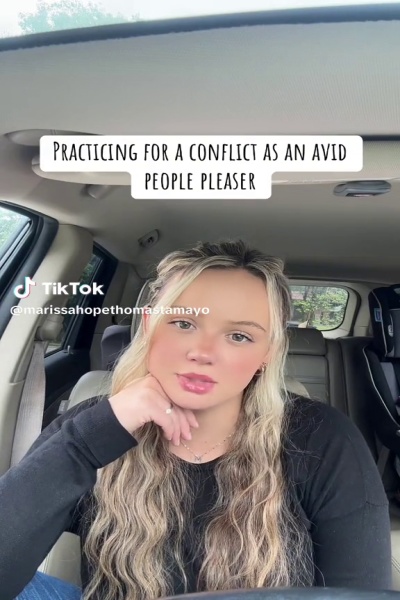 Practicing for a conflict as an avid
people pleaser
TikTok
@marissahopethomastamayo